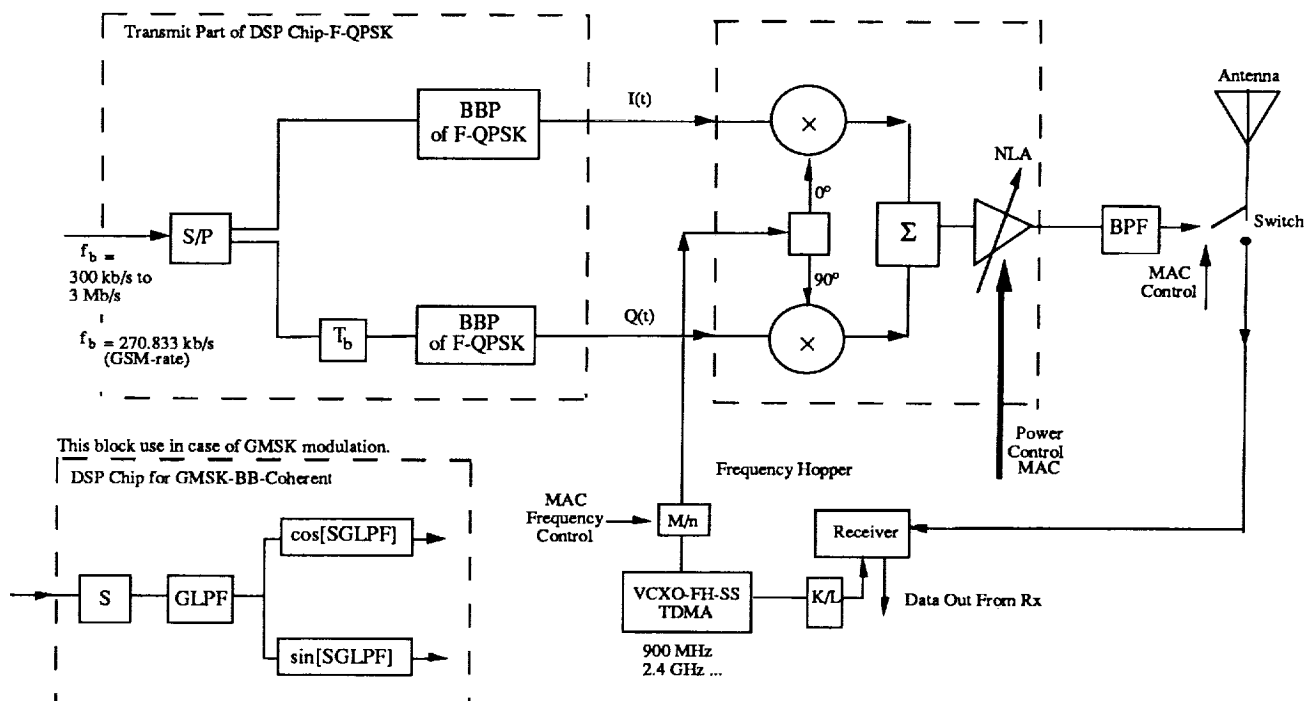 Transmit Part of DSP Chip-F-QPSK
BBP
of F-QPSK
I(t)
×
0°
S/P
f b =
300 kb/s to
3 Mb/s
f b = 270.833 kb/s
(GSM-rate)
T b
BBP
of F-QPSK
Q(t)
90°
×
Σ
NLA
BPF
Antenna
Switch
MAC
Control
Power
Control
MAC
This block use in case of GMSK modulation.
DSP Chip for GMSK-BB-Coherent
S
GLPF
cos[SGLPF]
sin[SGLPF]
Frequency Hopper
MAC
Frequency
Control
M/n
VCXO-FH-SS
TDMA
900 MHz
2.4 GHz ...
K/L
Receiver
Data Out From Rx